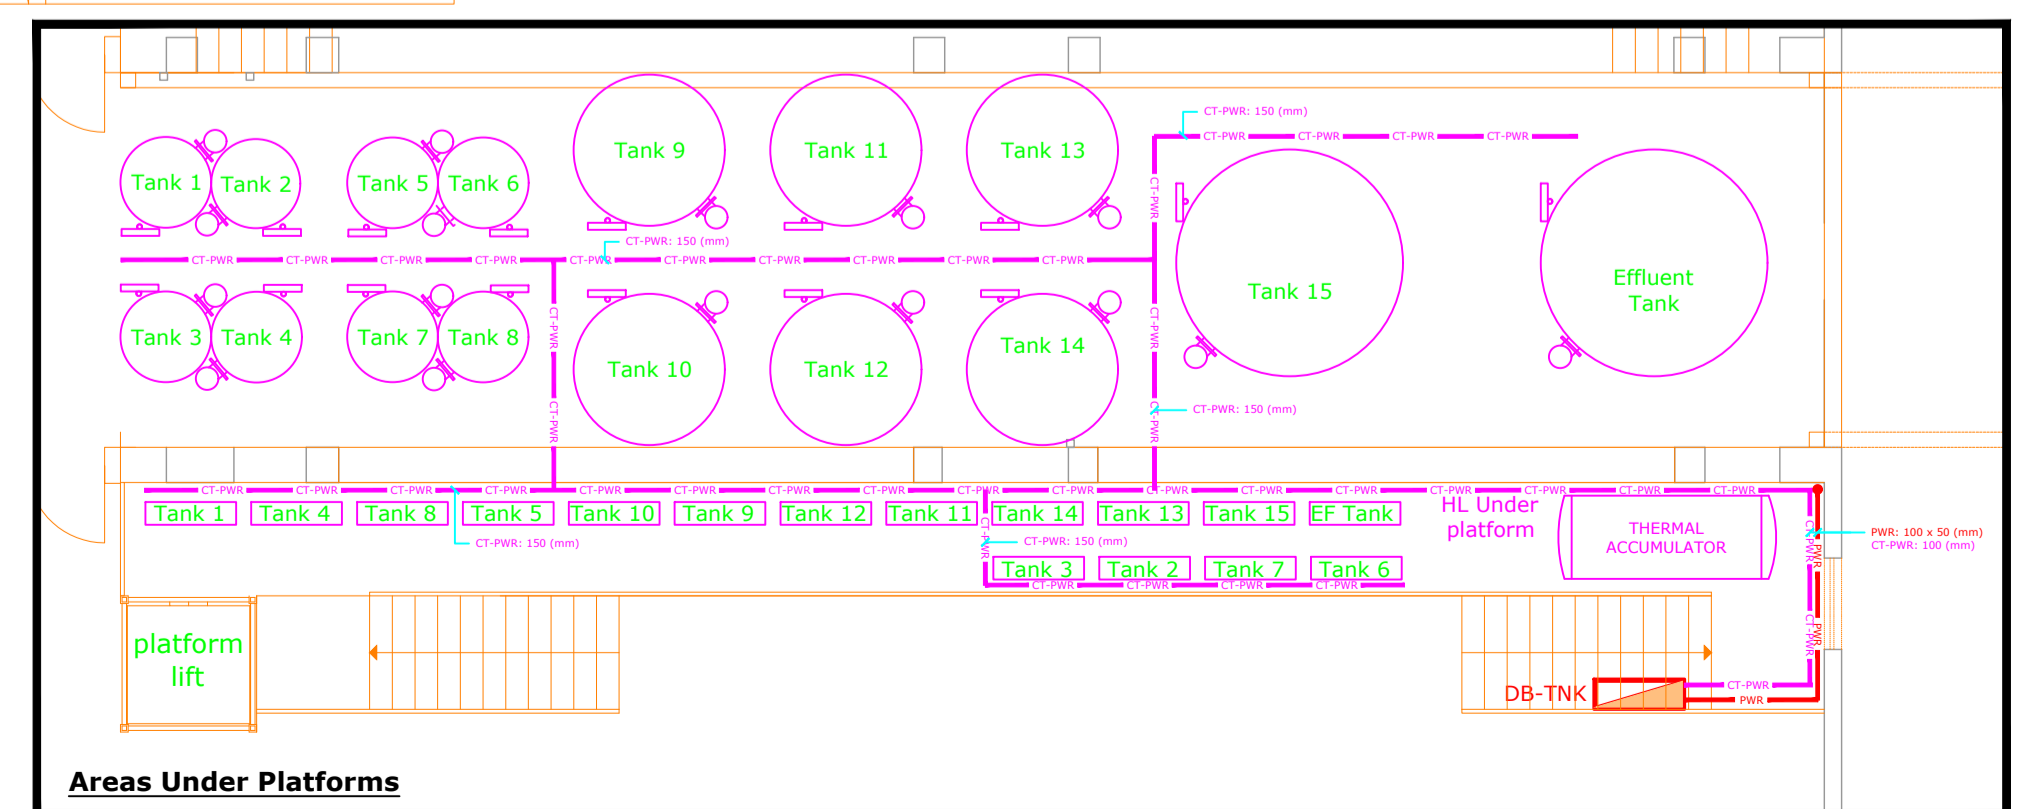 CT-PWR: 150 (mm)
CT-PWR CT-PWR CT-PWR CT-PWR
Tank 9 Tank 11 Tank 13
Tank 1 Tank 2 Tank 5 Tank 6
CT-PWR
CT-PWR: 150 (mm)
CT-PWR CT-PWR CT-PWR CT-PWR CT-PWR CT-PWR CT-PWR CT-PWR CT-PWR CT-PWR
Tank 15
Effluent
Tank
CT-PWR CT-PWR
Tank 3 Tank 4 Tank 7 Tank 8 Tank 14
Tank 10 Tank 12
CT-PWR CT-PWR
CT-PWR: 150 (mm)
CT-PWR CT-PWR CT-PWR CT-PWR CT-PWR CT-PWR CT-PWR CT-PWR CT-PWR CT-PWR CT-PWR CT-PWR CT-PWR CT-PWR CT-PWR CT-PWR CT-PWR
Tank 1 Tank 4 Tank 8 Tank 5 Tank 10 Tank 9 Tank 12 Tank 11 Tank 14 Tank 13 Tank 15 EF Tank
HL Under
platform
THERMAL
ACCUMULATOR
CT-PWR: 150 (mm)
CT-PWR
CT-PWR: 150 (mm)
CT-PWR
PWR
PWR: 100 x 50 (mm)
CT-PWR: 100 (mm)
Tank 3 Tank 2 Tank 7 Tank 6
CT-PWR CT-PWR CT-PWR CT-PWR
CT-PWR
PWR
platform
lift
DB-TNK
CT-PWR
PWR
Areas Under Platforms